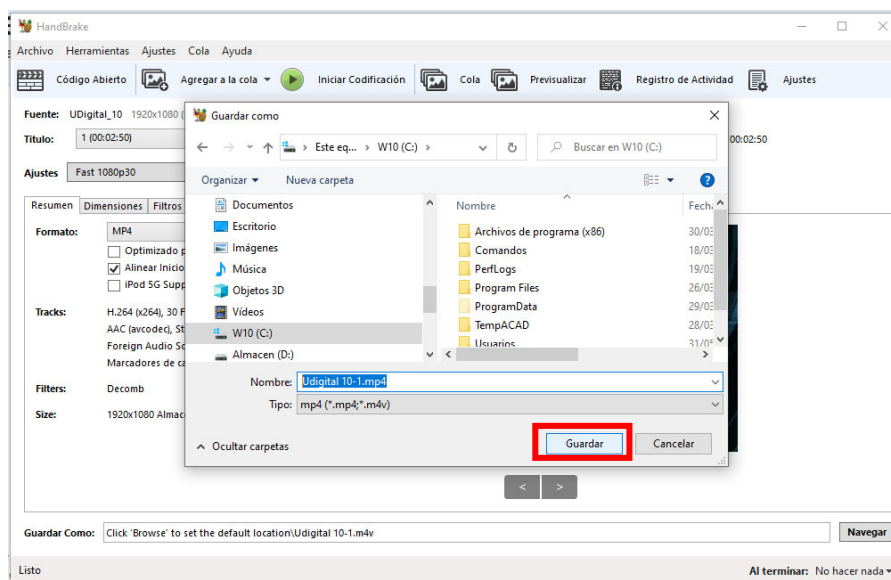 HandBrake
Archivo Herramientas Ajustes Cola Ayuda
Código Abierto Agregar a la cola Iniciar Codificación Cola Previsualizar Registro de Actividad Ajustes
Fuente: UDigital_10 1920x1080 (
Título: 1 (00:02:50) 00:02:50
Ajustes Fast 1080p30
Resumen Dimensiones Filtros
Formato: MP4
Optimizado p
Alinear Inicio
iPod 5G Supp
Tracks: H.264 (x264), 30 F
AAC (avcodec), St
Foreign Audio Sc
Marcadores de ca
Filters: Decomb
Size: 1920x1080 Almac
Guardar como
Este eq... > W10 (C:) >
Buscar en W10 (C:)
Organizar Nueva carpeta
Documentos
Escritorio
Imágenes
Música
Objetos 3D
Vídeos
W10 (C:)
Almacen (D:)
Nombre Fecha
Archivos de programa (x86) 30/03
Comandos 18/03
PerfLogs 19/03
Program Files 26/03
ProgramData 29/03
TempACAD 28/03
Usuarios 31/05
Nombre: Udigital 10-1.mp4
Tipo: mp4 (*.mp4;*.m4v)
Ocultar carpetas Guardar Cancelar
< >
Guardar Como: Click 'Browse' to set the default location\Udigital 10-1.m4v Navegar
Listo Al terminar: No hacer nada